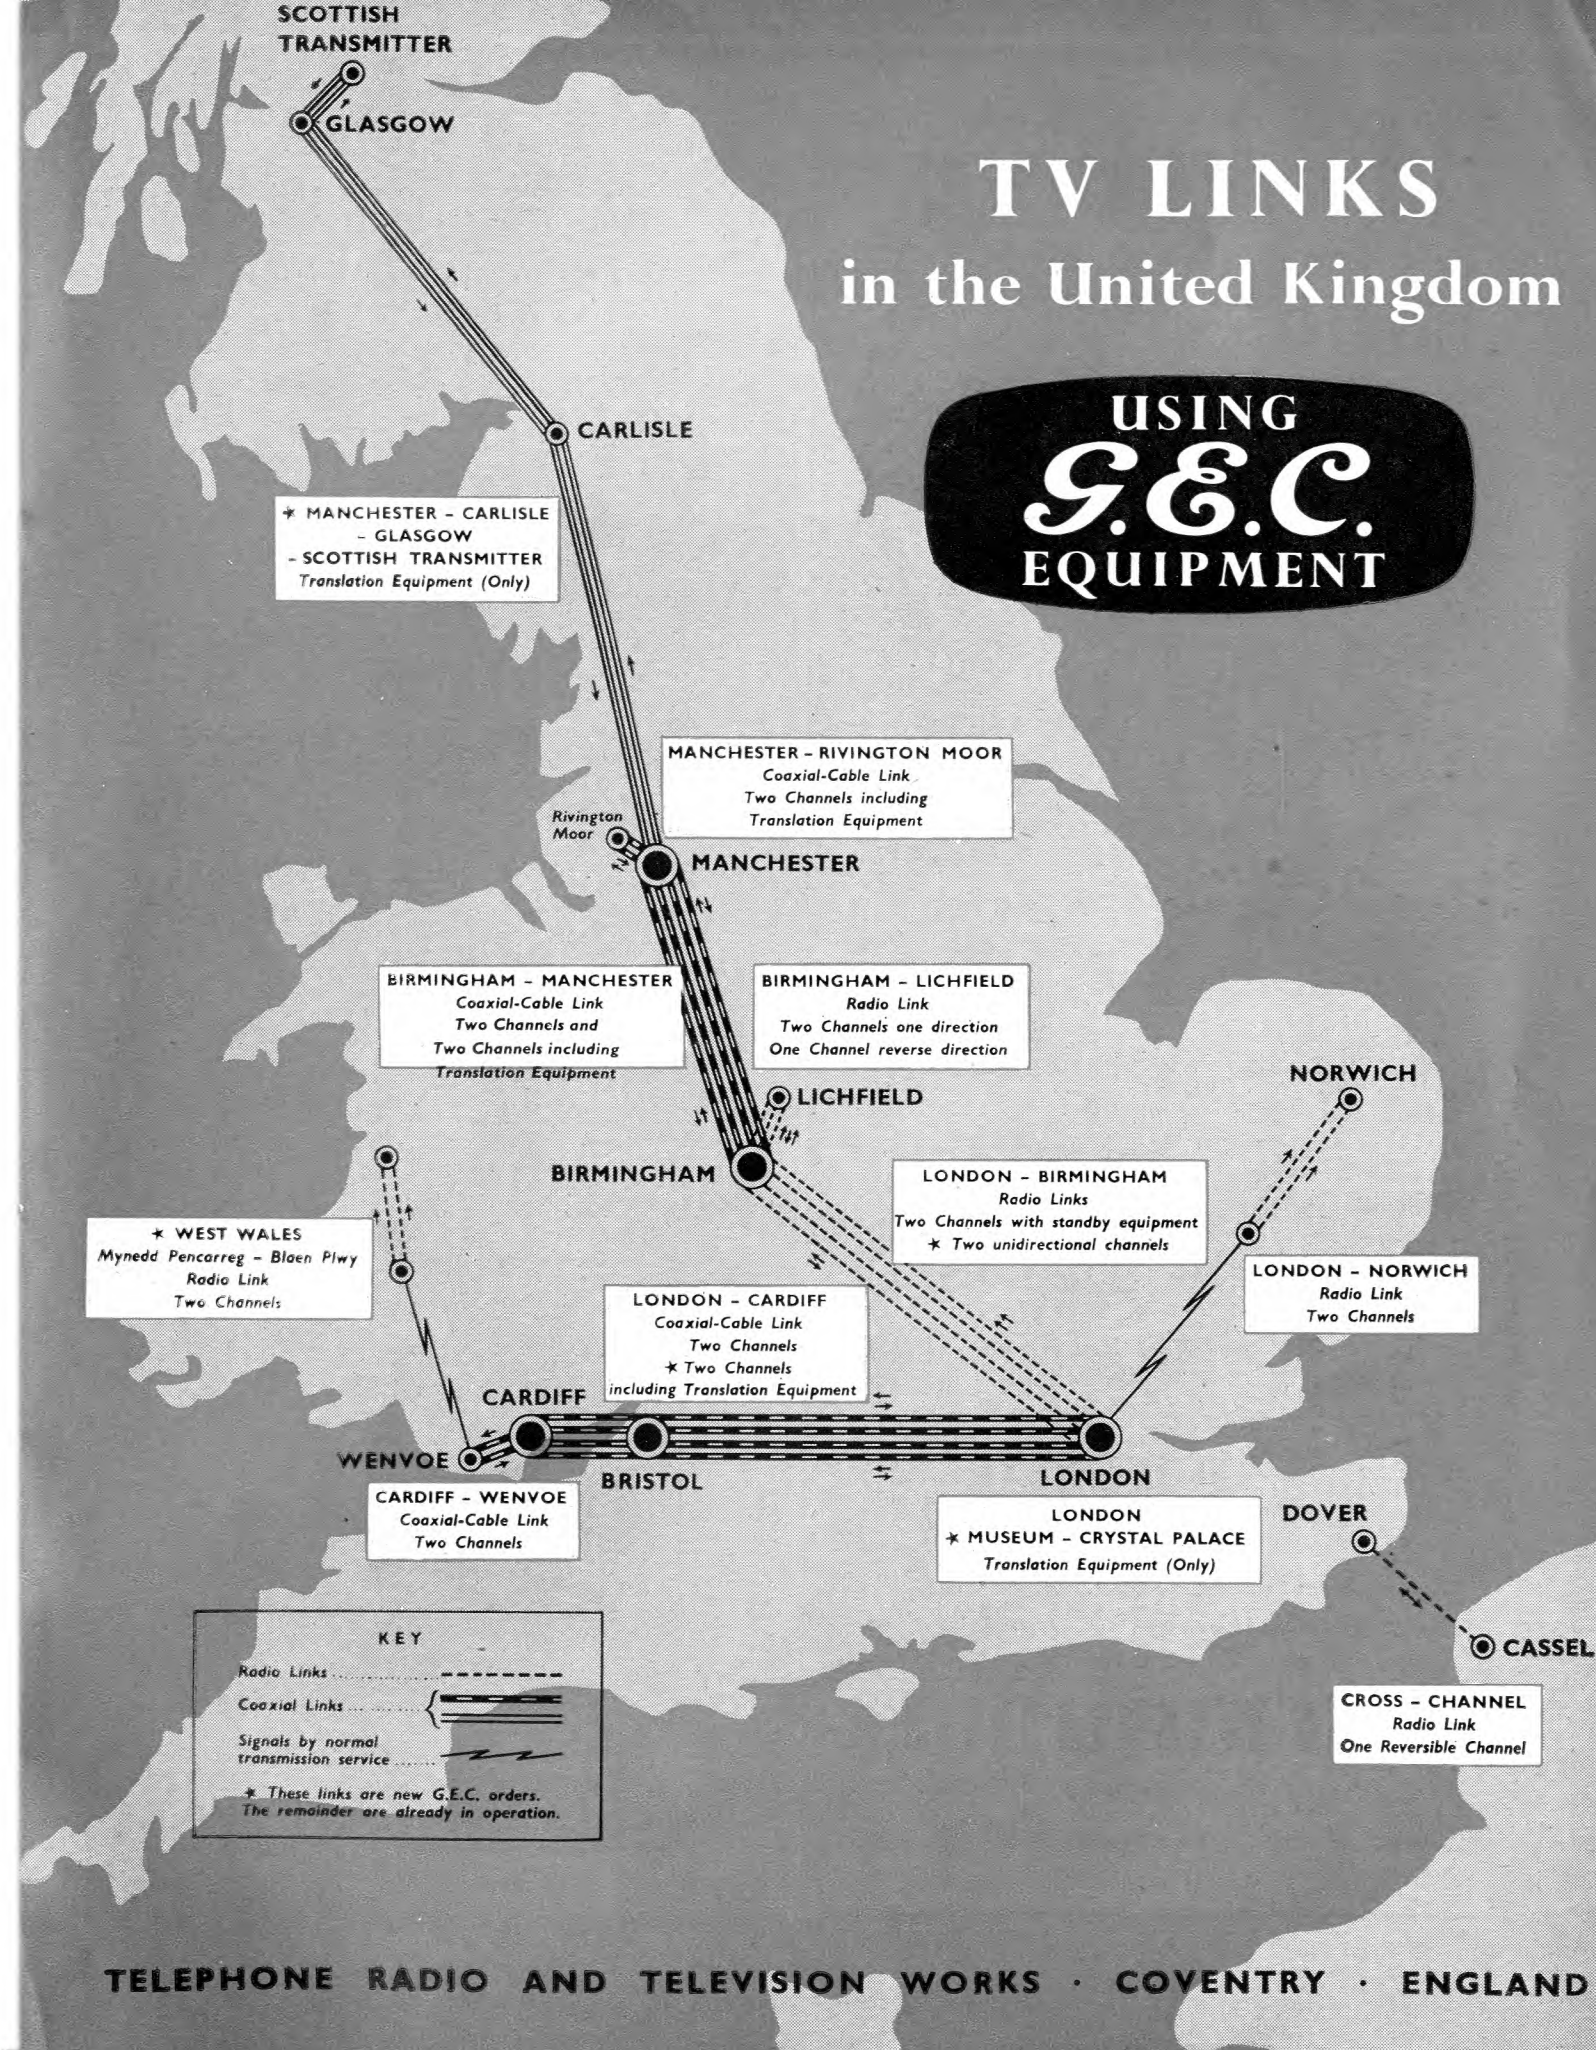 SCOTTISH
TRANSMITTER
GLASGOW
TV LINKS
in the United Kingdom
USING
G.E.C.
EQUIPMENT
CARLISLE
★ MANCHESTER - CARLISLE
- GLASGOW
- SCOTTISH TRANSMITTER
Translation Equipment (Only)
MANCHESTER - RIVINGTON MOOR
Coaxial-Cable Link
Two Channels including
Translation Equipment
Rivington
Moor
MANCHESTER
BIRMINGHAM - MANCHESTER
Coaxial-Cable Link
Two Channels and
Two Channels including
Translation Equipment
BIRMINGHAM - LICHFIELD
Radio Link
Two Channels one direction
One Channel reverse direction
LICHFIELD
NORWICH
BIRMINGHAM
LONDON - BIRMINGHAM
Radio Links
Two Channels with standby equipment
★ Two unidirectional channels
★ WEST WALES
Mynedd Pencarreg - Blaen Plwy
Radio Link
Two Channels
LONDON - NORWICH
Radio Link
Two Channels
LONDON - CARDIFF
Coaxial-Cable Link
Two Channels
★ Two Channels
including Translation Equipment
CARDIFF
WENVOE
BRISTOL
LONDON
CARDIFF - WENVOE
Coaxial-Cable Link
Two Channels
LONDON
★ MUSEUM - CRYSTAL PALACE
Translation Equipment (Only)
DOVER
CASSEL
CROSS - CHANNEL
Radio Link
One Reversible Channel
KEY
Radio Links
Coaxial Links
Signals by normal
transmission service
★ These links are new G.E.C. orders.
The remainder are already in operation.
TELEPHONE RADIO AND TELEVISION WORKS · COVENTRY · ENGLAND